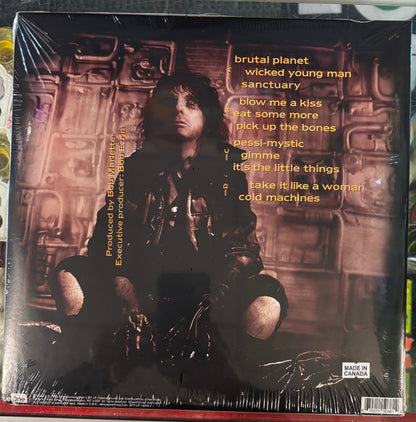 A
brutal planet
wicked young man
sanctuary
B
blow me a kiss
eat some more
pick up the bones
C
pessi-mystic
gimme
it's the little things
D
take it like a woman
cold machines
Produced by Bob Marlette
Executive producer: Bob Ezrin
MADE IN
CANADA